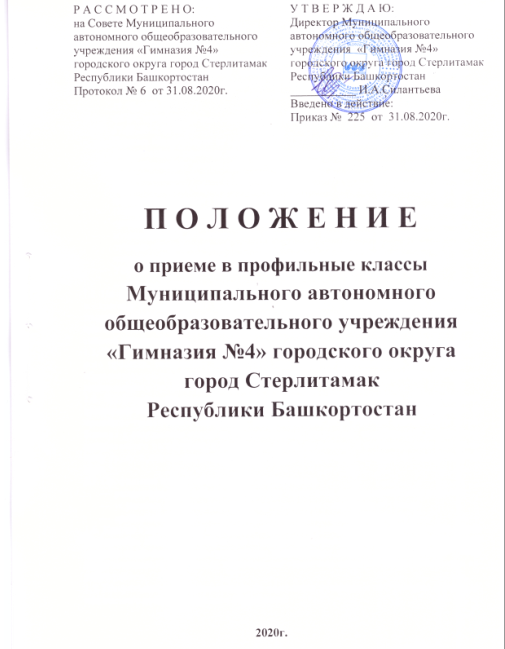 Р А С С М О Т Р Е Н О:
на Совете Муниципального
автономного общеобразовательного
учреждения «Гимназия №4»
городского округа город Стерлитамак
Республики Башкортостан
Протокол № 6 от 31.08.2020г.
У Т В Е Р Ж Д А Ю:
Директор Муниципального
автономного общеобразовательного
учреждения «Гимназия №4»
городского округа город Стерлитамак
Республики Башкортостан
____________И.А.Силантьева
Введено в действие:
Приказ № 225 от 31.08.2020г.
П О Л О Ж Е Н И Е
о приеме в профильные классы
Муниципального автономного
общеобразовательного учреждения
«Гимназия №4» городского округа
город Стерлитамак
Республики Башкортостан
2020г.